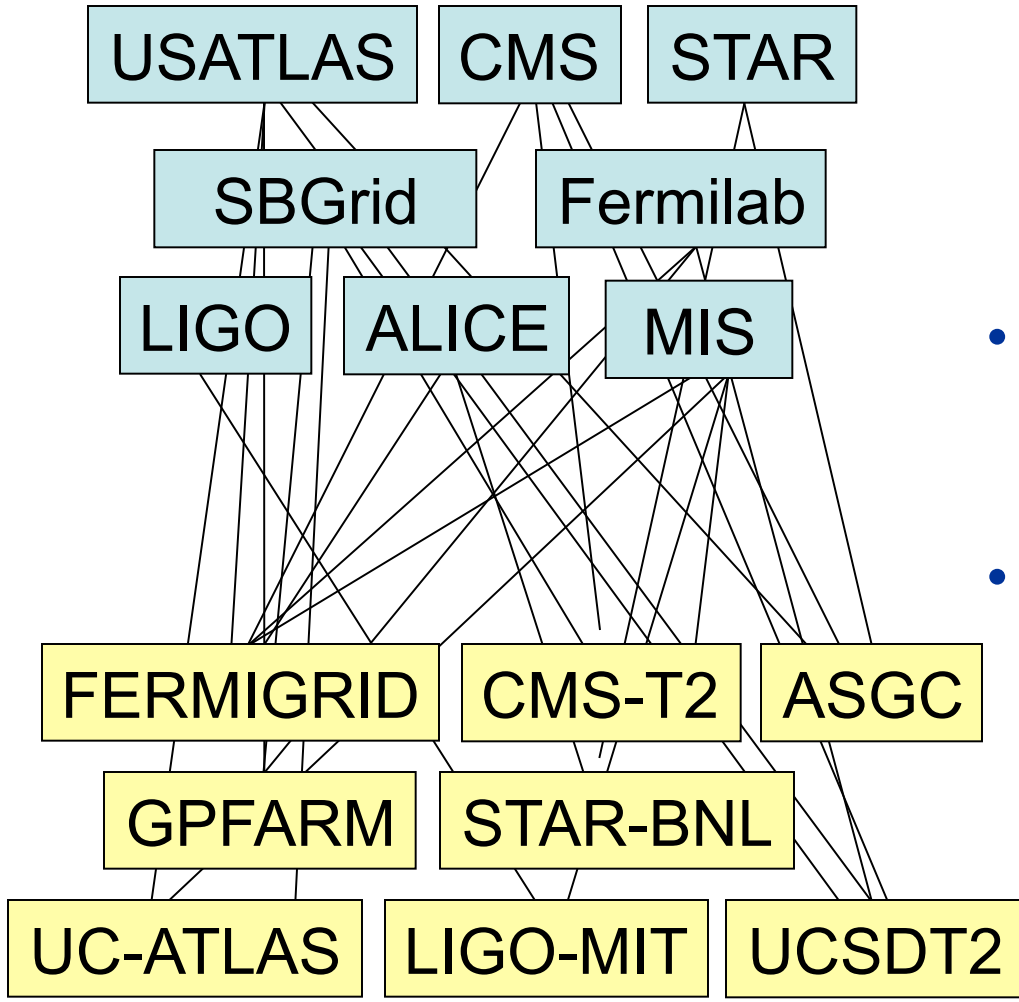 USATLAS
CMS
STAR
SBGrid
Fermilab
LIGO
ALICE
MIS
FERMIGRID
CMS-T2
ASGC
GPFARM
STAR-BNL
UC-ATLAS
LIGO-MIT
UCSDT2